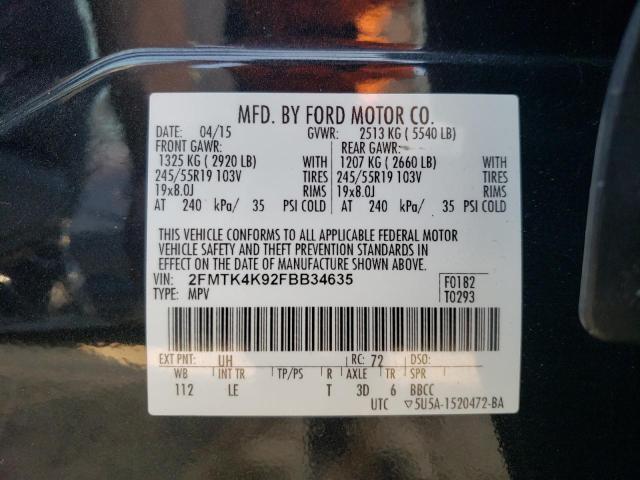 MFD. BY FORD MOTOR CO.
DATE: 04/15 GVWR: 2513 KG ( 5540 LB)
FRONT GAWR: REAR GAWR:
1325 KG ( 2920 LB) WITH 1207 KG ( 2660 LB) WITH
245/55R19 103V TIRES 245/55R19 103V TIRES
19x8.0J RIMS 19x8.0J RIMS
AT 240 kPa/ 35 PSI COLD AT 240 kPa/ 35 PSI COLD
THIS VEHICLE CONFORMS TO ALL APPLICABLE FEDERAL MOTOR
VEHICLE SAFETY AND THEFT PREVENTION STANDARDS IN
EFFECT ON THE DATE OF MANUFACTURE SHOWN ABOVE.
VIN: 2FMTK4K92FBB34635 F0182
TYPE: MPV T0293
EXT PNT: UH RC: 72 DSO:
WB INT TR TP/PS R AXLE TR SPR
112 LE T 3D 6 BBCC
UTC ▽5U5A-1520472-BA